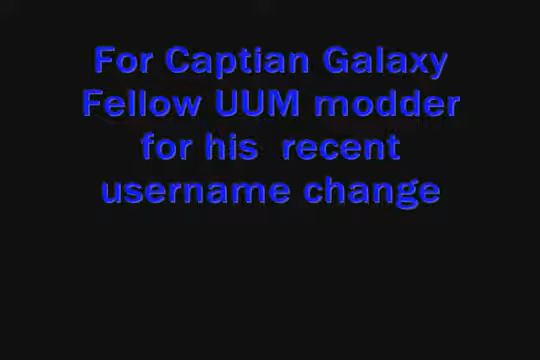 For Captian Galaxy
Fellow UUM modder
for his  recent
username change